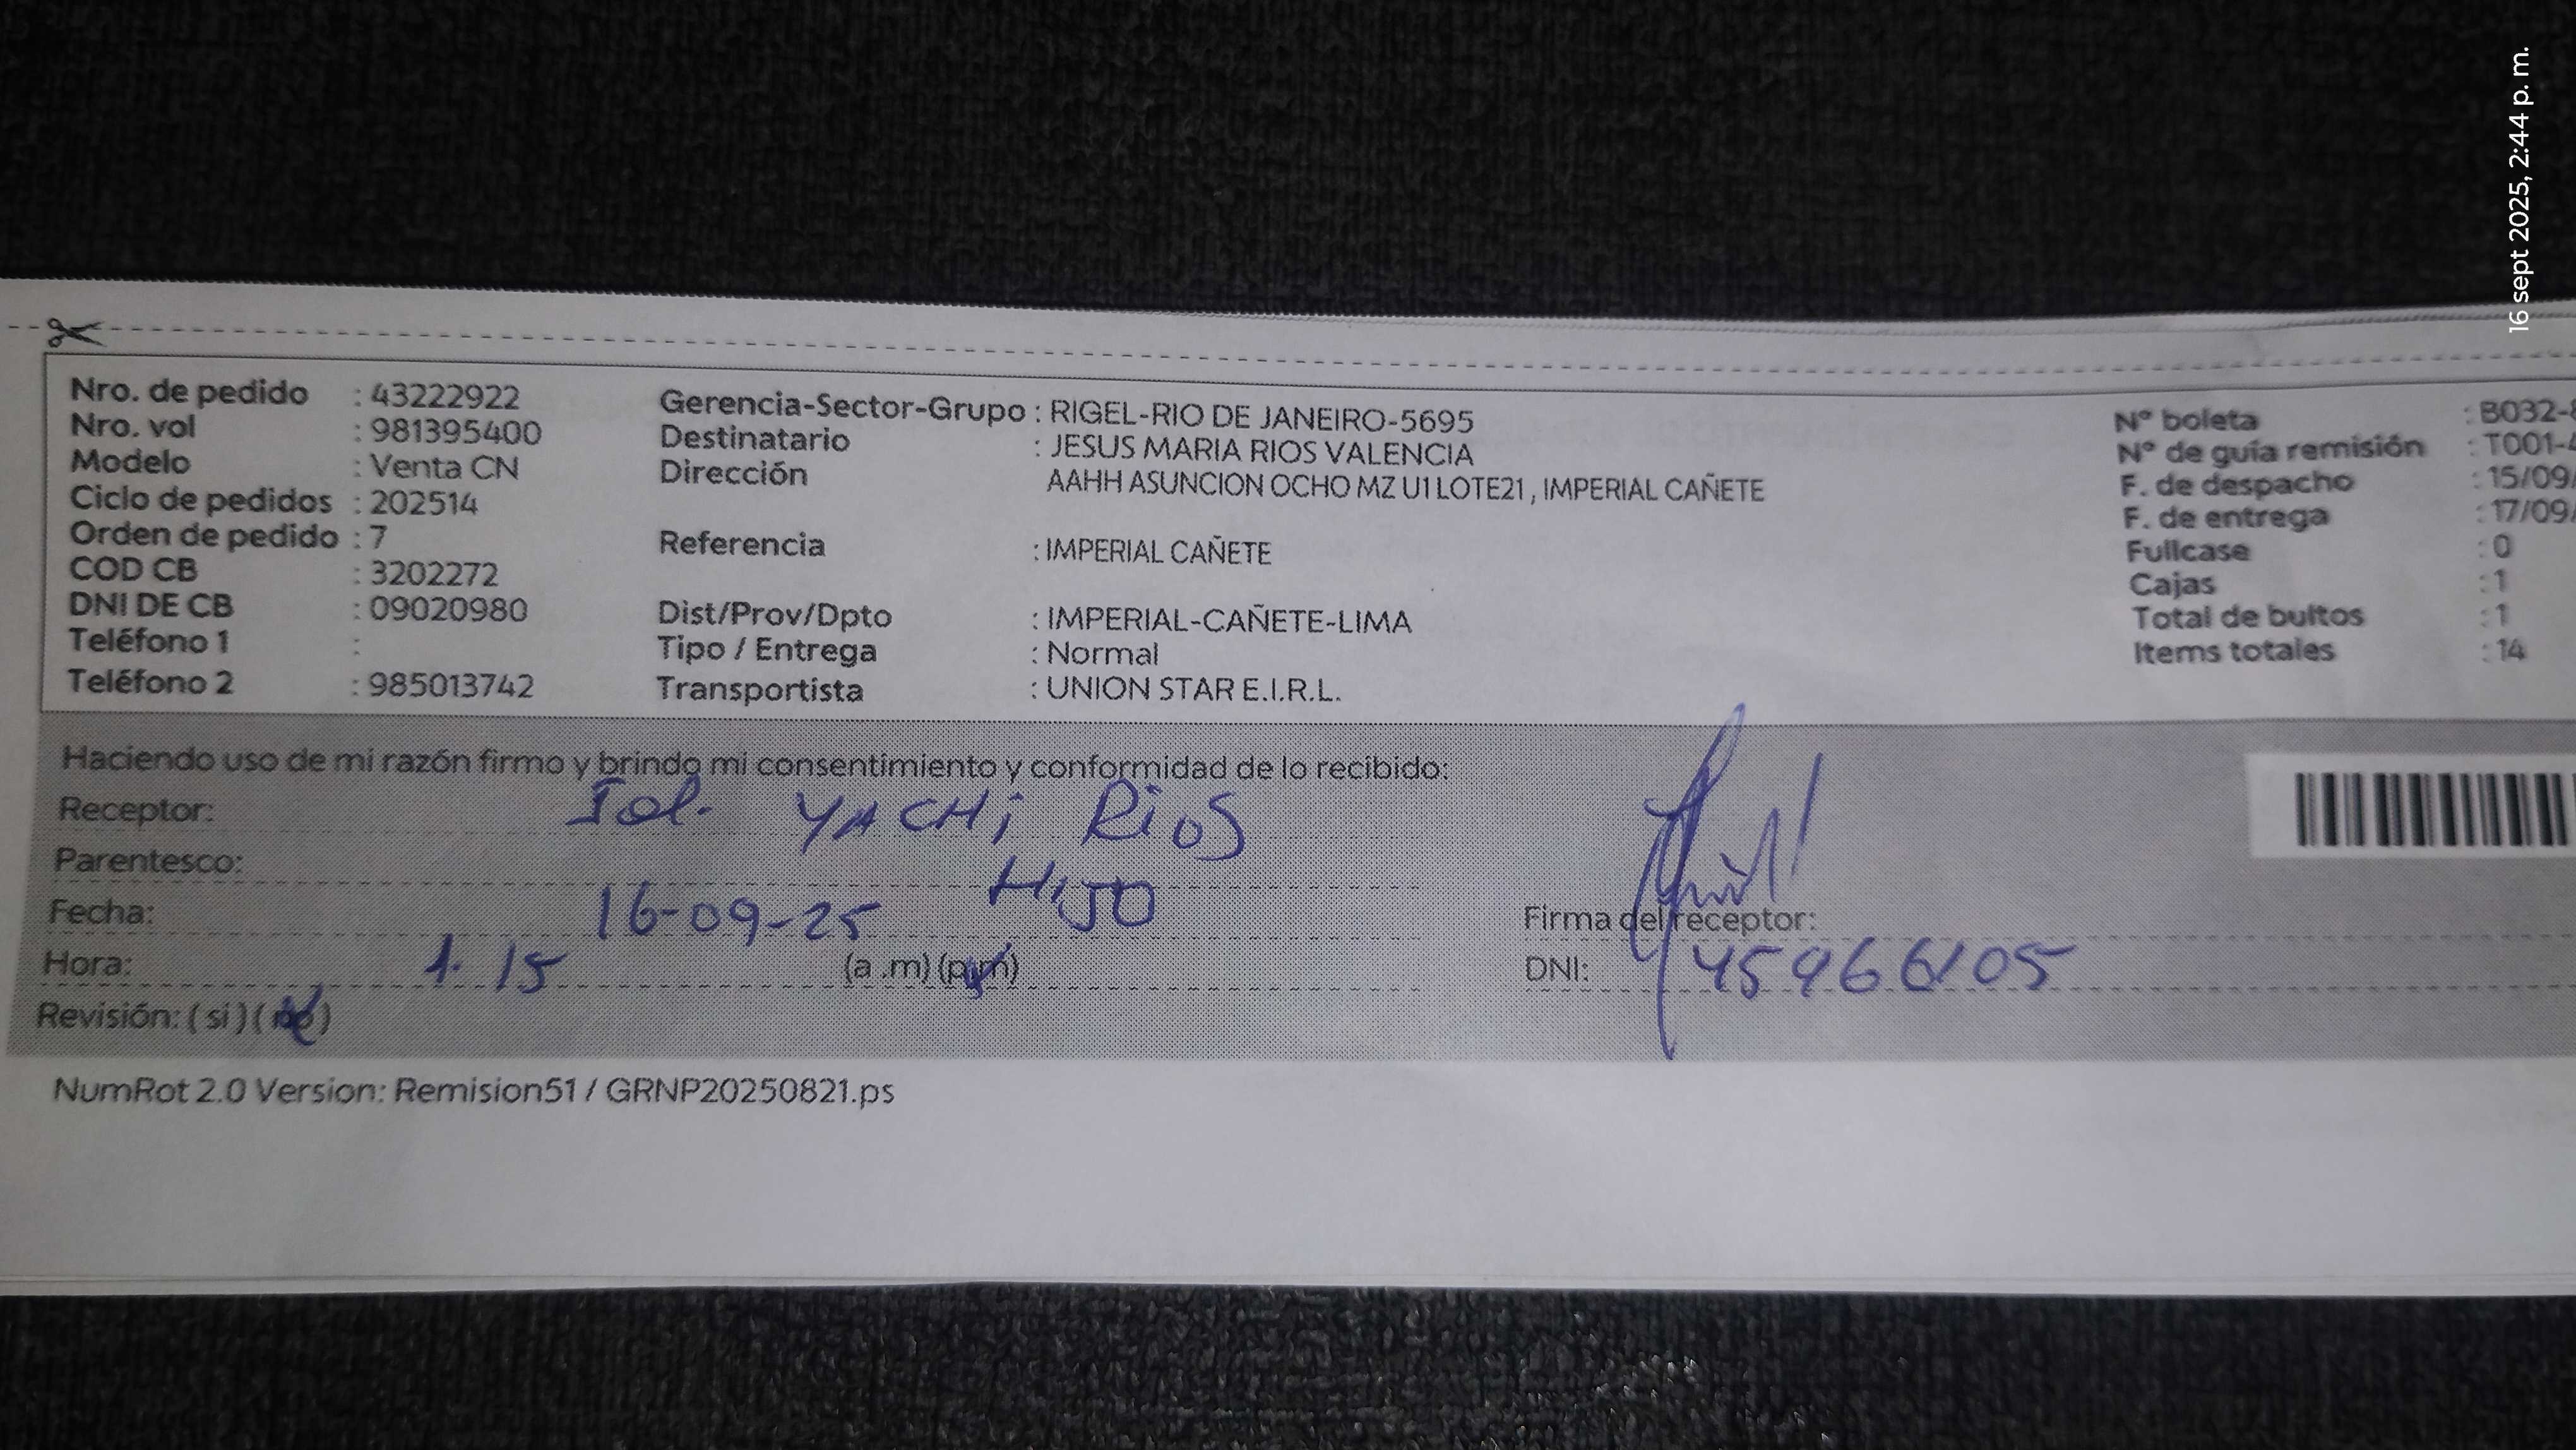 16 sept 2025, 2:44 p. m.
Nro. de pedido : 43222922
Nro. vol : 981395400
Modelo : Venta CN
Ciclo de pedidos : 202514
Orden de pedido : 7
COD CB : 3202272
DNI DE CB : 09020980
Teléfono 1 :
Teléfono 2 : 985013742
Gerencia-Sector-Grupo : RIGEL-RIO DE JANEIRO-5695
Destinatario : JESUS MARIA RIOS VALENCIA
Dirección AAHH ASUNCION OCHO MZ U1 LOTE21 , IMPERIAL CAÑETE
Referencia : IMPERIAL CAÑETE
Dist/Prov/Dpto : IMPERIAL-CAÑETE-LIMA
Tipo / Entrega : Normal
Transportista : UNION STAR E.I.R.L.
Nº boleta : B032-
Nº de guía remisión : T001-
F. de despacho : 15/09/
F. de entrega : 17/09/
Fullcase : 0
Cajas : 1
Total de bultos : 1
Items totales : 14
Haciendo uso de mi razón firmo y brindo mi consentimiento y conformidad de lo recibido:
Receptor: YACHi RioS
Parentesco: HiJO
Fecha: 16-09-25
Hora: 1. 15 (a .m) (p.m)
Revisión: ( si ) ( no )
Firma del receptor:
DNI: 45966105
NumRot 2.0 Version: Remision51 / GRNP20250821.ps